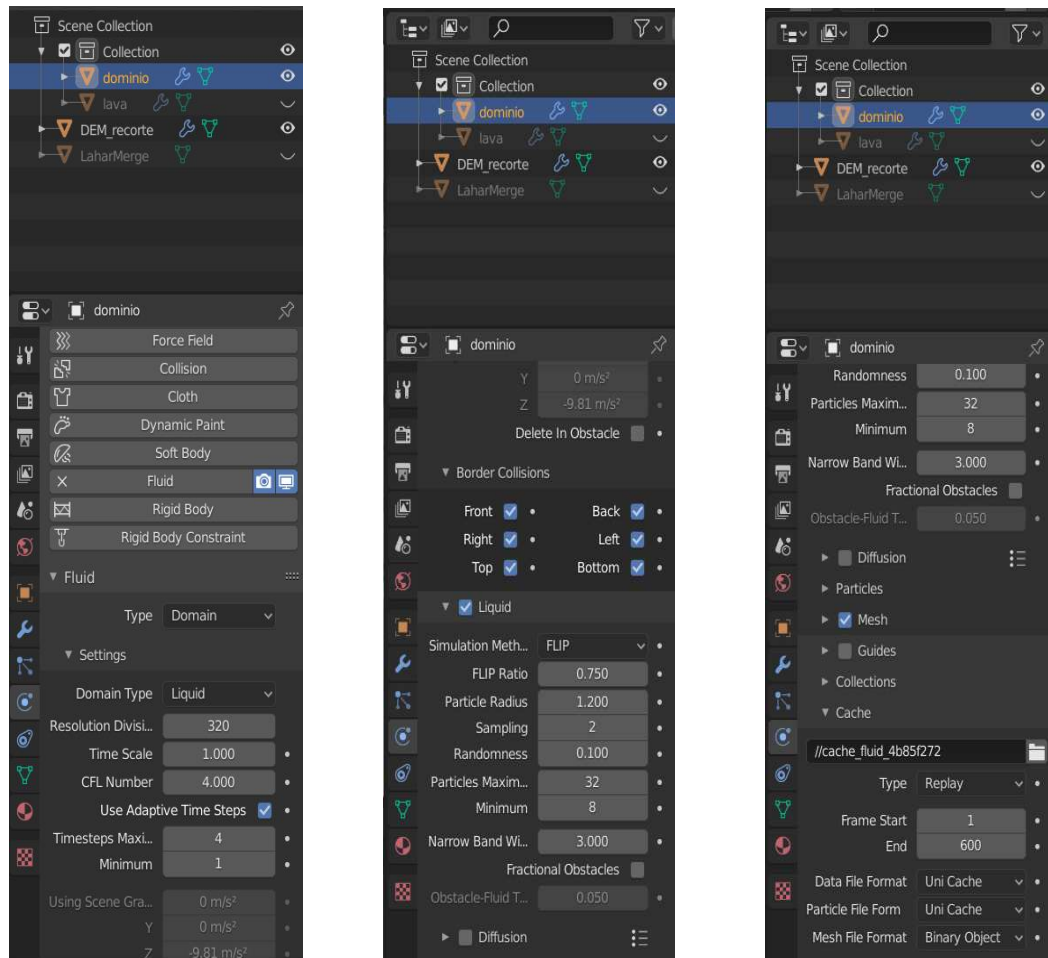 Scene Collection
Collection
dominio
lava
DEM_recorte
LaharMerge
dominio
Force Field
Collision
Cloth
Dynamic Paint
Soft Body
Fluid
Rigid Body
Rigid Body Constraint
Fluid
Type Domain
Settings
Domain Type Liquid
Resolution Divisi... 320
Time Scale 1.000
CFL Number 4.000
Use Adaptive Time Steps
Timesteps Maxi... 4
Minimum 1
Using Scene Gra... 0 m/s²
Y 0 m/s²
Z -9.81 m/s²
Scene Collection
Collection
dominio
lava
DEM_recorte
LaharMerge
dominio
Y 0 m/s²
Z -9.81 m/s²
Delete In Obstacle
Border Collisions
Front Back
Right Left
Top Bottom
Liquid
Simulation Meth... FLIP
FLIP Ratio 0.750
Particle Radius 1.200
Sampling 2
Randomness 0.100
Particles Maxim... 32
Minimum 8
Narrow Band Wi... 3.000
Fractional Obstacles
Obstacle-Fluid T... 0.050
Diffusion
Scene Collection
Collection
dominio
lava
DEM_recorte
LaharMerge
dominio
Randomness 0.100
Particles Maxim... 32
Minimum 8
Narrow Band Wi... 3.000
Fractional Obstacles
Obstacle-Fluid T... 0.050
Diffusion
Particles
Mesh
Guides
Collections
Cache
//cache_fluid_4b85f272
Type Replay
Frame Start 1
End 600
Data File Format Uni Cache
Particle File Form Uni Cache
Mesh File Format Binary Object